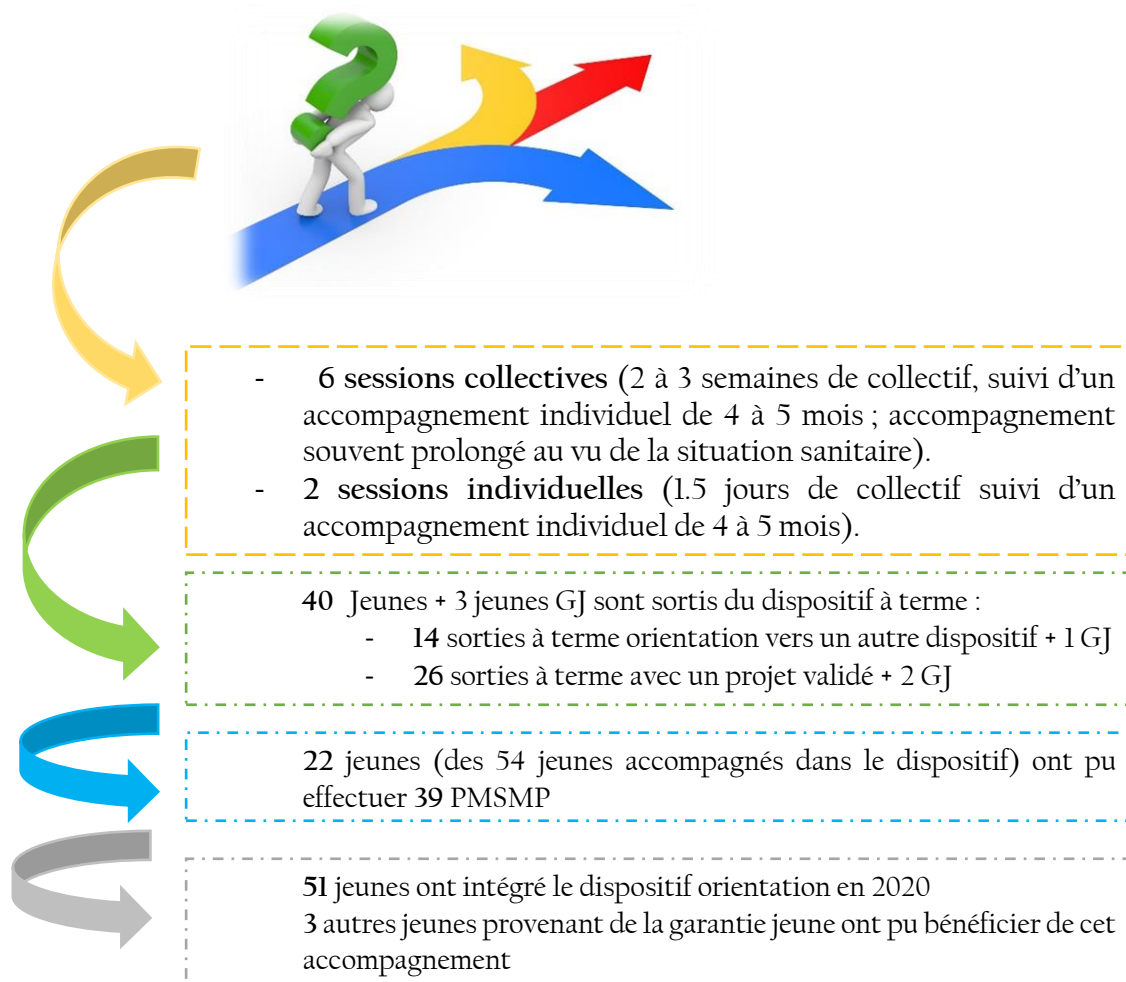 - 6 sessions collectives (2 à 3 semaines de collectif, suivi d'un
accompagnement individuel de 4 à 5 mois ; accompagnement
souvent prolongé au vu de la situation sanitaire).
- 2 sessions individuelles (1.5 jours de collectif suivi d'un
accompagnement individuel de 4 à 5 mois).
40 Jeunes + 3 jeunes GJ sont sortis du dispositif à terme :
- 14 sorties à terme orientation vers un autre dispositif + 1 GJ
- 26 sorties à terme avec un projet validé + 2 GJ
22 jeunes (des 54 jeunes accompagnés dans le dispositif) ont pu
effectuer 39 PMSMP
51 jeunes ont intégré le dispositif orientation en 2020
3 autres jeunes provenant de la garantie jeune ont pu bénéficier de cet
accompagnement